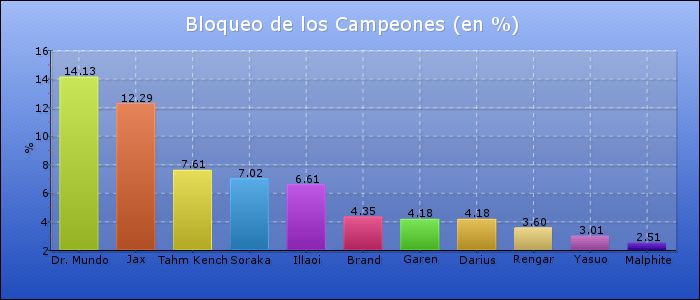 Bloqueo de los Campeones (en %)
16
14
12
10
8
6
4
2
%
14.13
12.29
7.61
7.02
6.61
4.35
4.18
4.18
3.60
3.01
2.51
Dr. Mundo
Jax
Tahm Kench
Soraka
Illaoi
Brand
Garen
Darius
Rengar
Yasuo
Malphite